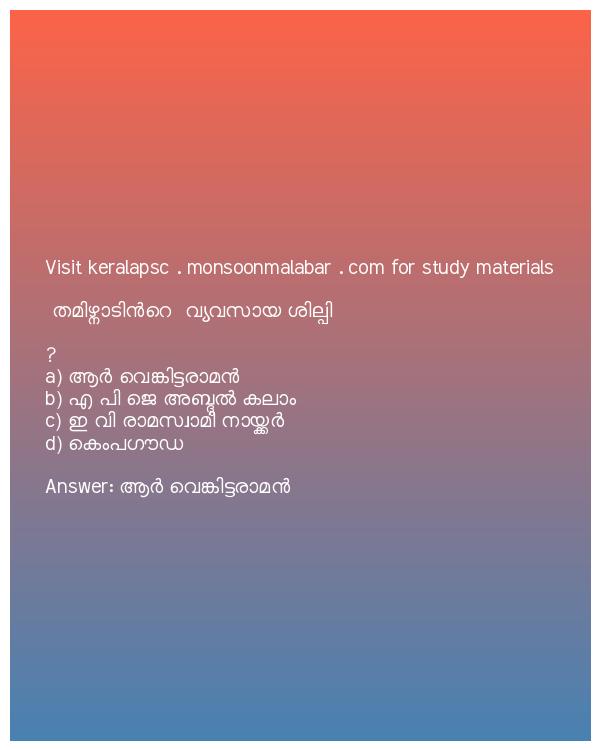 Visit keralapsc . monsoonmalabar . com for study materials
തമിഴ്നാടിൻറെ വ്യവസായ ശില്പി
?
a) ആർ വെങ്കിട്ടരാമൻ
b) എ പി ജെ അബ്ദുൽ കലാം
c) ഇ വി രാമസ്വാമി നായ്ക്കർ
d) കെംപഗൗഡ
Answer: ആർ വെങ്കിട്ടരാമൻ